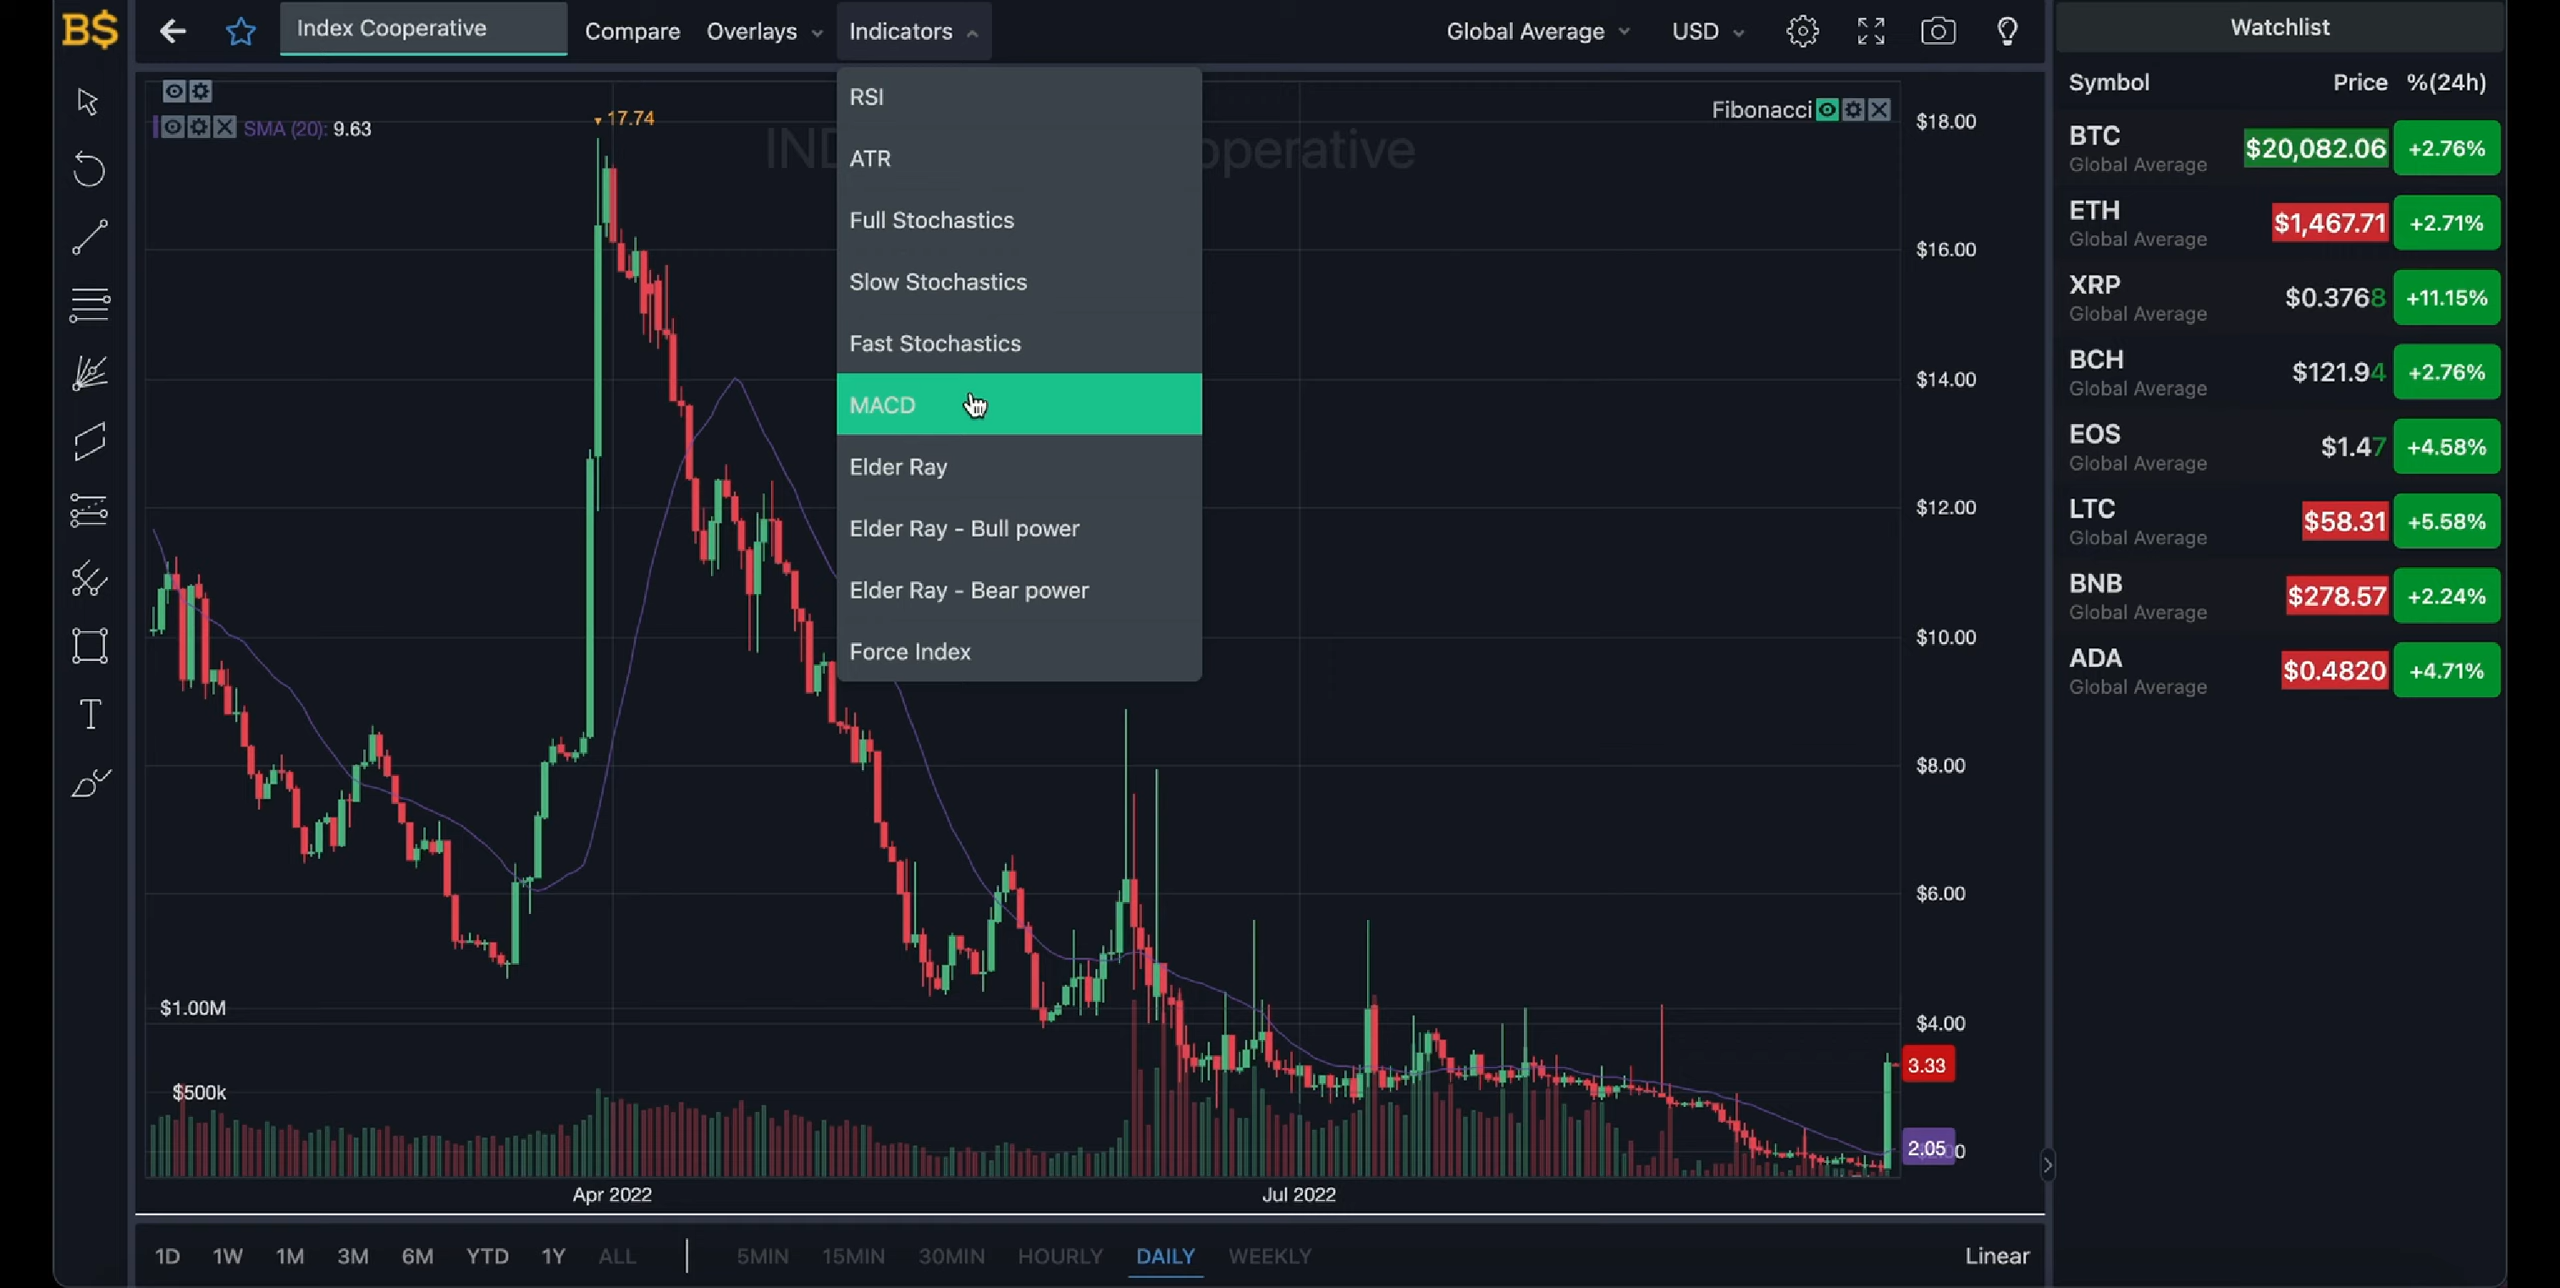 B$
Index Cooperative
Compare
Overlays
Indicators
Global Average
USD
Watchlist
Symbol Price %(24h)
RSI
ATR
Full Stochastics
Slow Stochastics
Fast Stochastics
MACD
Elder Ray
Elder Ray - Bull power
Elder Ray - Bear power
Force Index
SMA (20): 9.63
17.74
IND
operative
Fibonacci
$18.00
$16.00
$14.00
$12.00
$10.00
$8.00
$6.00
$4.00
3.33
2.05
$1.00M
$500k
Apr 2022
Jul 2022
BTC $20,082.06 +2.76%
Global Average
ETH $1,467.71 +2.71%
Global Average
XRP $0.3768 +11.15%
Global Average
BCH $121.94 +2.76%
Global Average
EOS $1.47 +4.58%
Global Average
LTC $58.31 +5.58%
Global Average
BNB $278.57 +2.24%
Global Average
ADA $0.4820 +4.71%
Global Average
1D 1W 1M 3M 6M YTD 1Y ALL 5MIN 15MIN 30MIN HOURLY DAILY WEEKLY Linear
T